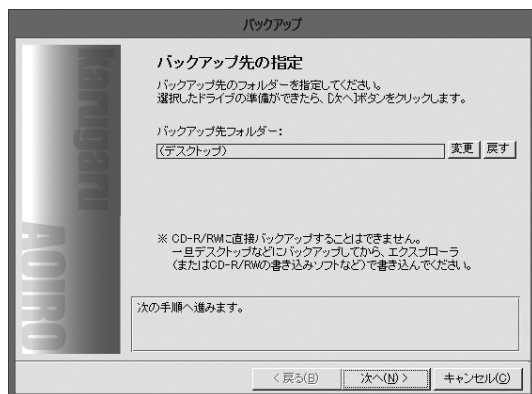 バックアップ
バックアップ先の指定
バックアップ先のフォルダーを指定してください。
選択したドライブの準備ができたら、[次へ]ボタンをクリックします。
バックアップ先フォルダー:
(デスクトップ)
変更
戻す
※ CD-R/RWに直接バックアップすることはできません。
一旦デスクトップなどにバックアップしてから、エクスプローラ
(またはCD-R/RWの書き込みソフトなど)で書き込んでください。
次の手順へ進みます。
< 戻る(B)
次へ(N) >
キャンセル(C)
Karugaru
AOIRO